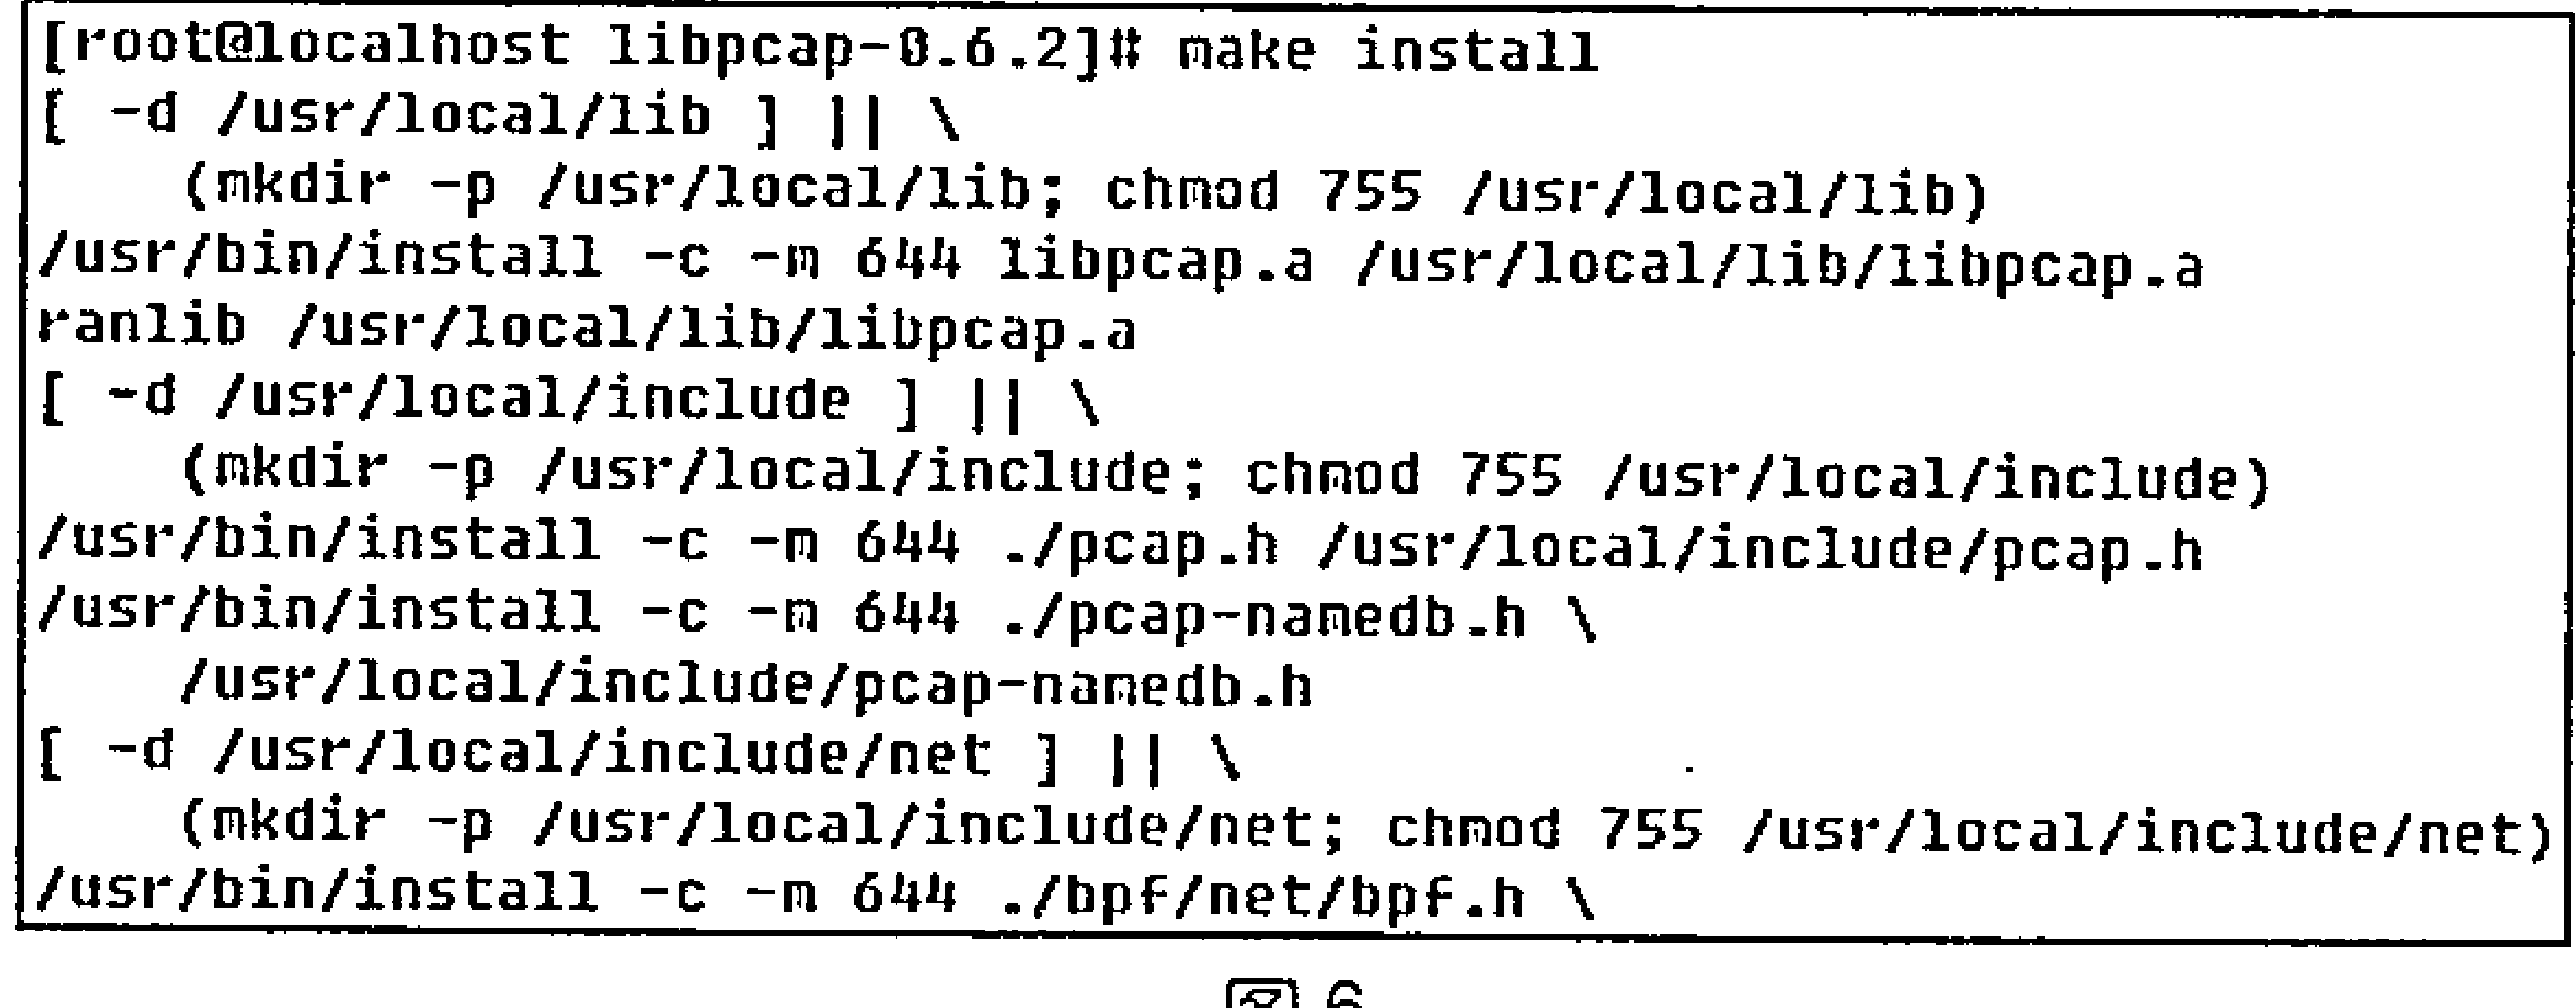 [root@localhost libpcap-0.6.2]# make install
[ -d /usr/local/lib ] || \
    (mkdir -p /usr/local/lib; chmod 755 /usr/local/lib)
/usr/bin/install -c -m 644 libpcap.a /usr/local/lib/libpcap.a
ranlib /usr/local/lib/libpcap.a
[ -d /usr/local/include ] || \
    (mkdir -p /usr/local/include; chmod 755 /usr/local/include)
/usr/bin/install -c -m 644 ./pcap.h /usr/local/include/pcap.h
/usr/bin/install -c -m 644 ./pcap-namedb.h \
    /usr/local/include/pcap-namedb.h
[ -d /usr/local/include/net ] || \
    (mkdir -p /usr/local/include/net; chmod 755 /usr/local/include/net)
/usr/bin/install -c -m 644 ./bpf/net/bpf.h \
图 6